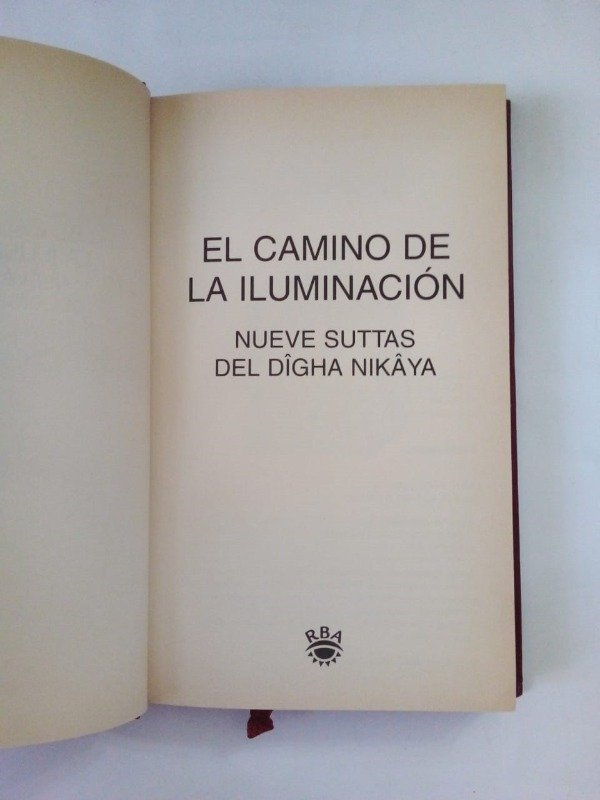 EL CAMINO DE
LA ILUMINACIÓN
NUEVE SUTTAS
DEL DÎGHA NIKÂYA
RBA